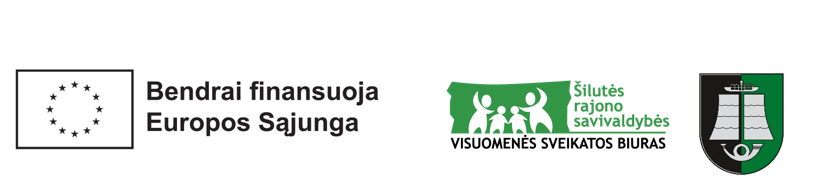 Bendrai finansuoja
Europos Sąjunga
Šilutės
rajono
savivaldybės
VISUOMENĖS SVEIKATOS BIURAS